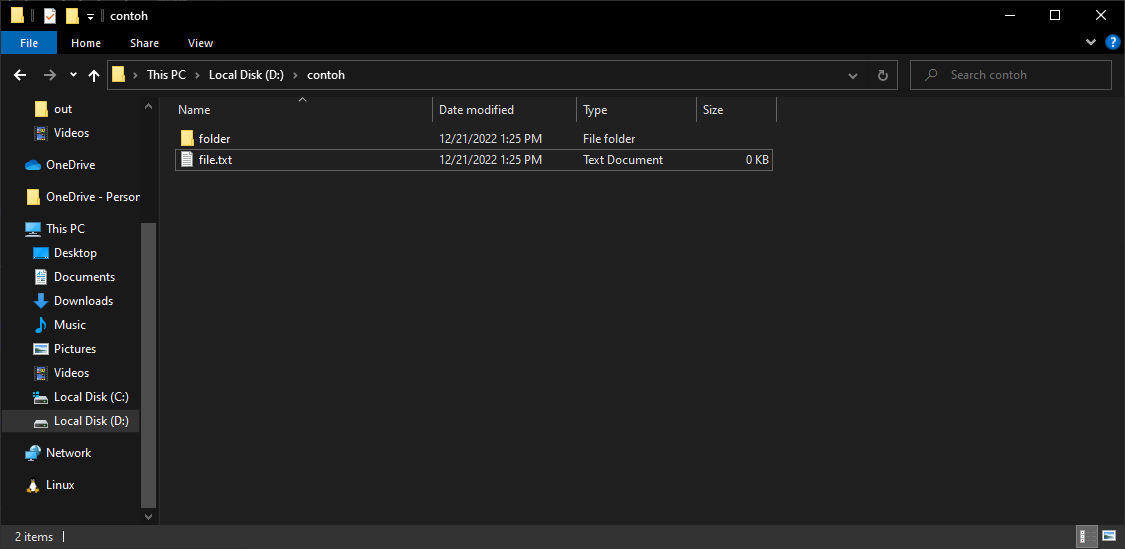 contoh
File Home Share View
This PC Local Disk (D:) contoh
Search contoh
Name Date modified Type Size
folder 12/21/2022 1:25 PM File folder
file.txt 12/21/2022 1:25 PM Text Document 0 KB
out
Videos
OneDrive
OneDrive - Person
This PC
Desktop
Documents
Downloads
Music
Pictures
Videos
Local Disk (C:)
Local Disk (D:)
Network
Linux
2 items